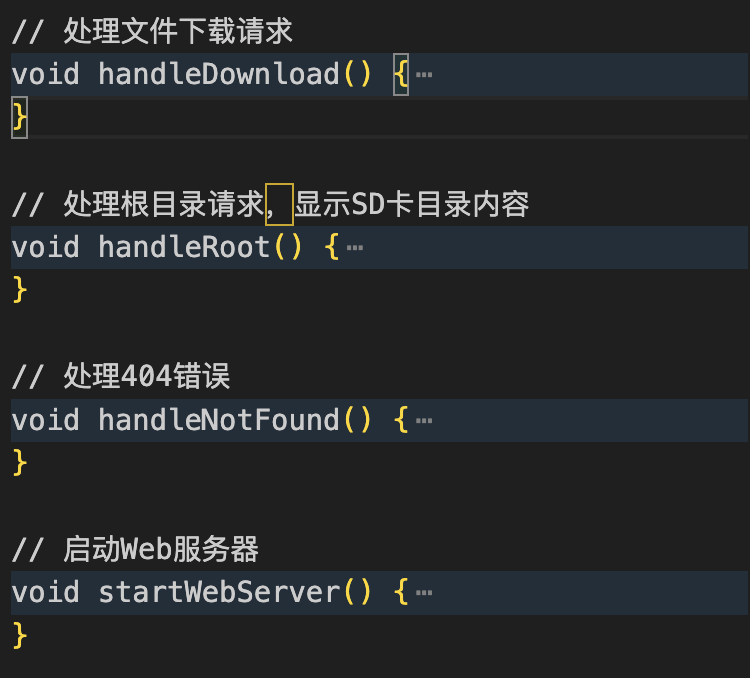 // 处理文件下载请求
void handleDownload() {⋯
}
// 处理根目录请求，显示SD卡目录内容
void handleRoot() {⋯
}
// 处理404错误
void handleNotFound() {⋯
}
// 启动Web服务器
void startWebServer() {⋯
}